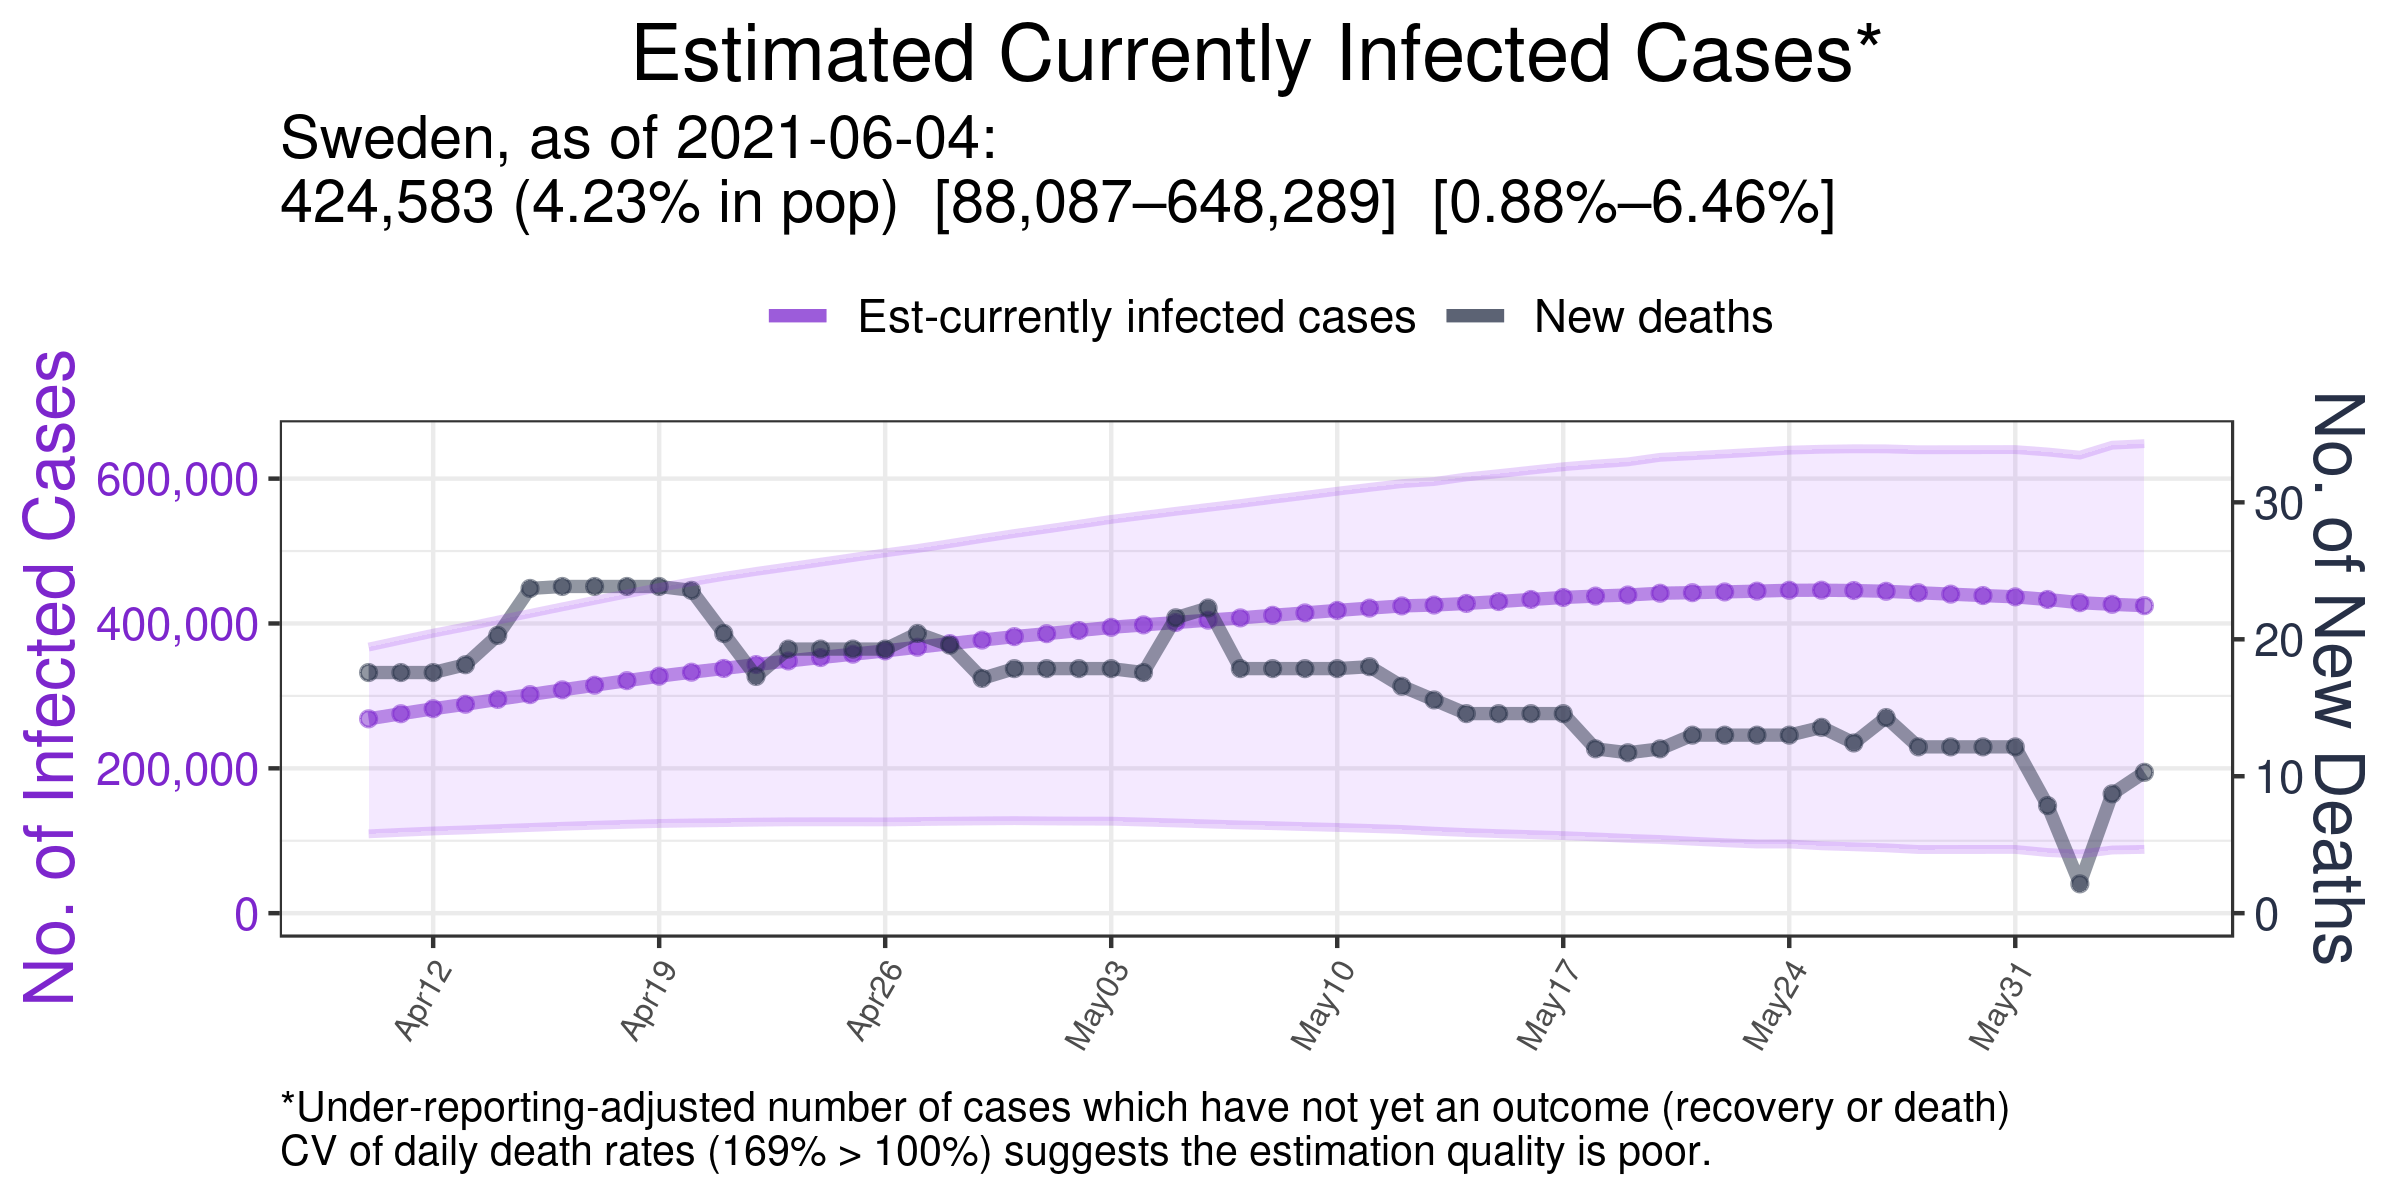 Estimated Currently Infected Cases*
Sweden, as of 2021-06-04:
424,583 (4.23% in pop)  [88,087–648,289]  [0.88%–6.46%]
Est-currently infected cases
New deaths
No. of Infected Cases
600,000
400,000
200,000
0
No. of New Deaths
30
20
10
0
Apr12
Apr19
Apr26
May03
May10
May17
May24
May31
*Under-reporting-adjusted number of cases which have not yet an outcome (recovery or death)
CV of daily death rates (169% > 100%) suggests the estimation quality is poor.